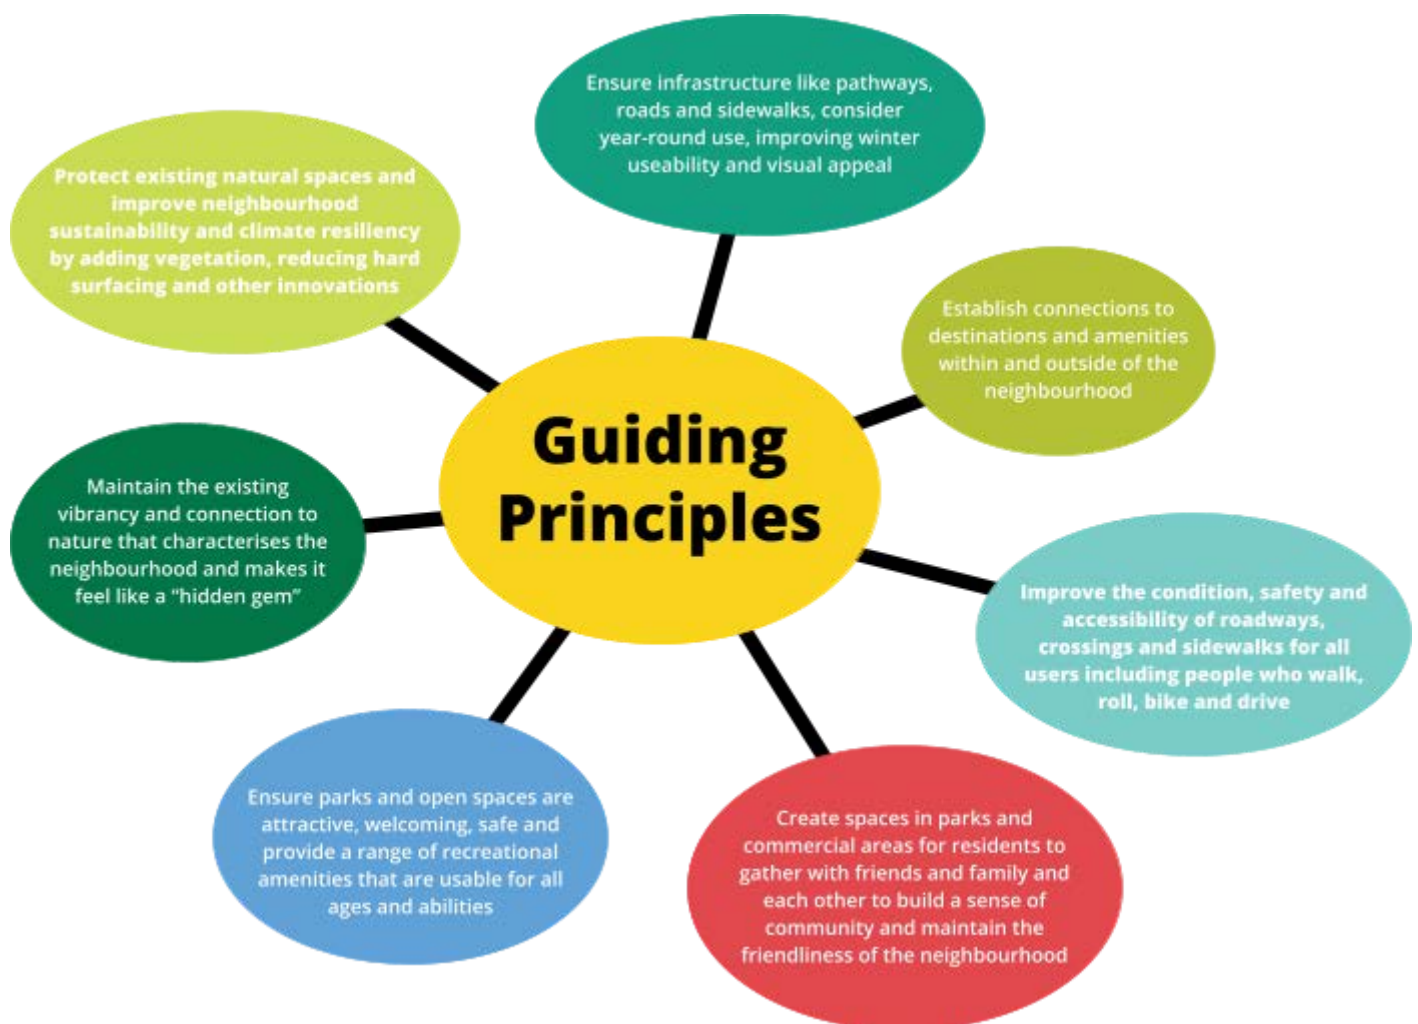 Ensure infrastructure like pathways,
roads and sidewalks, consider
year-round use, improving winter
useability and visual appeal
Protect existing natural spaces and
improve neighbourhood
sustainability and climate resiliency
by adding vegetation, reducing hard
surfacing and other innovations
Establish connections to
destinations and amenities
within and outside of the
neighbourhood
Guiding
Principles
Maintain the existing
vibrancy and connection to
nature that characterises the
neighbourhood and makes it
feel like a “hidden gem”
Improve the condition, safety and
accessibility of roadways,
crossings and sidewalks for all
users including people who walk,
roll, bike and drive
Ensure parks and open spaces are
attractive, welcoming, safe and
provide a range of recreational
amenities that are usable for all
ages and abilities
Create spaces in parks and
commercial areas for residents to
gather with friends and family and
each other to build a sense of
community and maintain the
friendliness of the neighbourhood